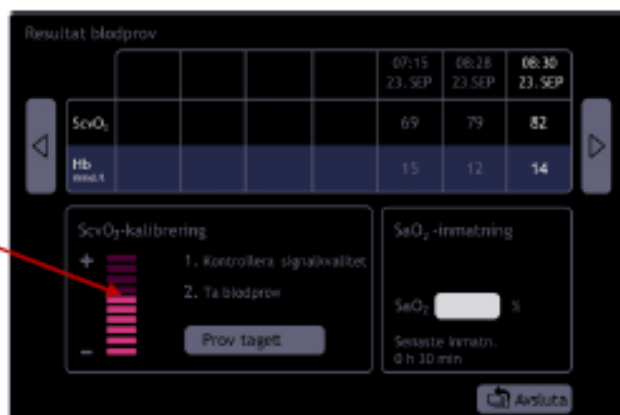 Resultat blodprov
07:15 08:28 08:30
23.SEP 23.SEP 23.SEP
ScvO₂ 69 79 82
Hb 15 12 14
ScvO₂-kalibrering
+
1. Kontrollera signalkvalitet
2. Ta blodprov
Prov taget
–
SaO₂-inmatning
SaO₂ %
Senaste inmatn.
0 h 30 min
Avsluta